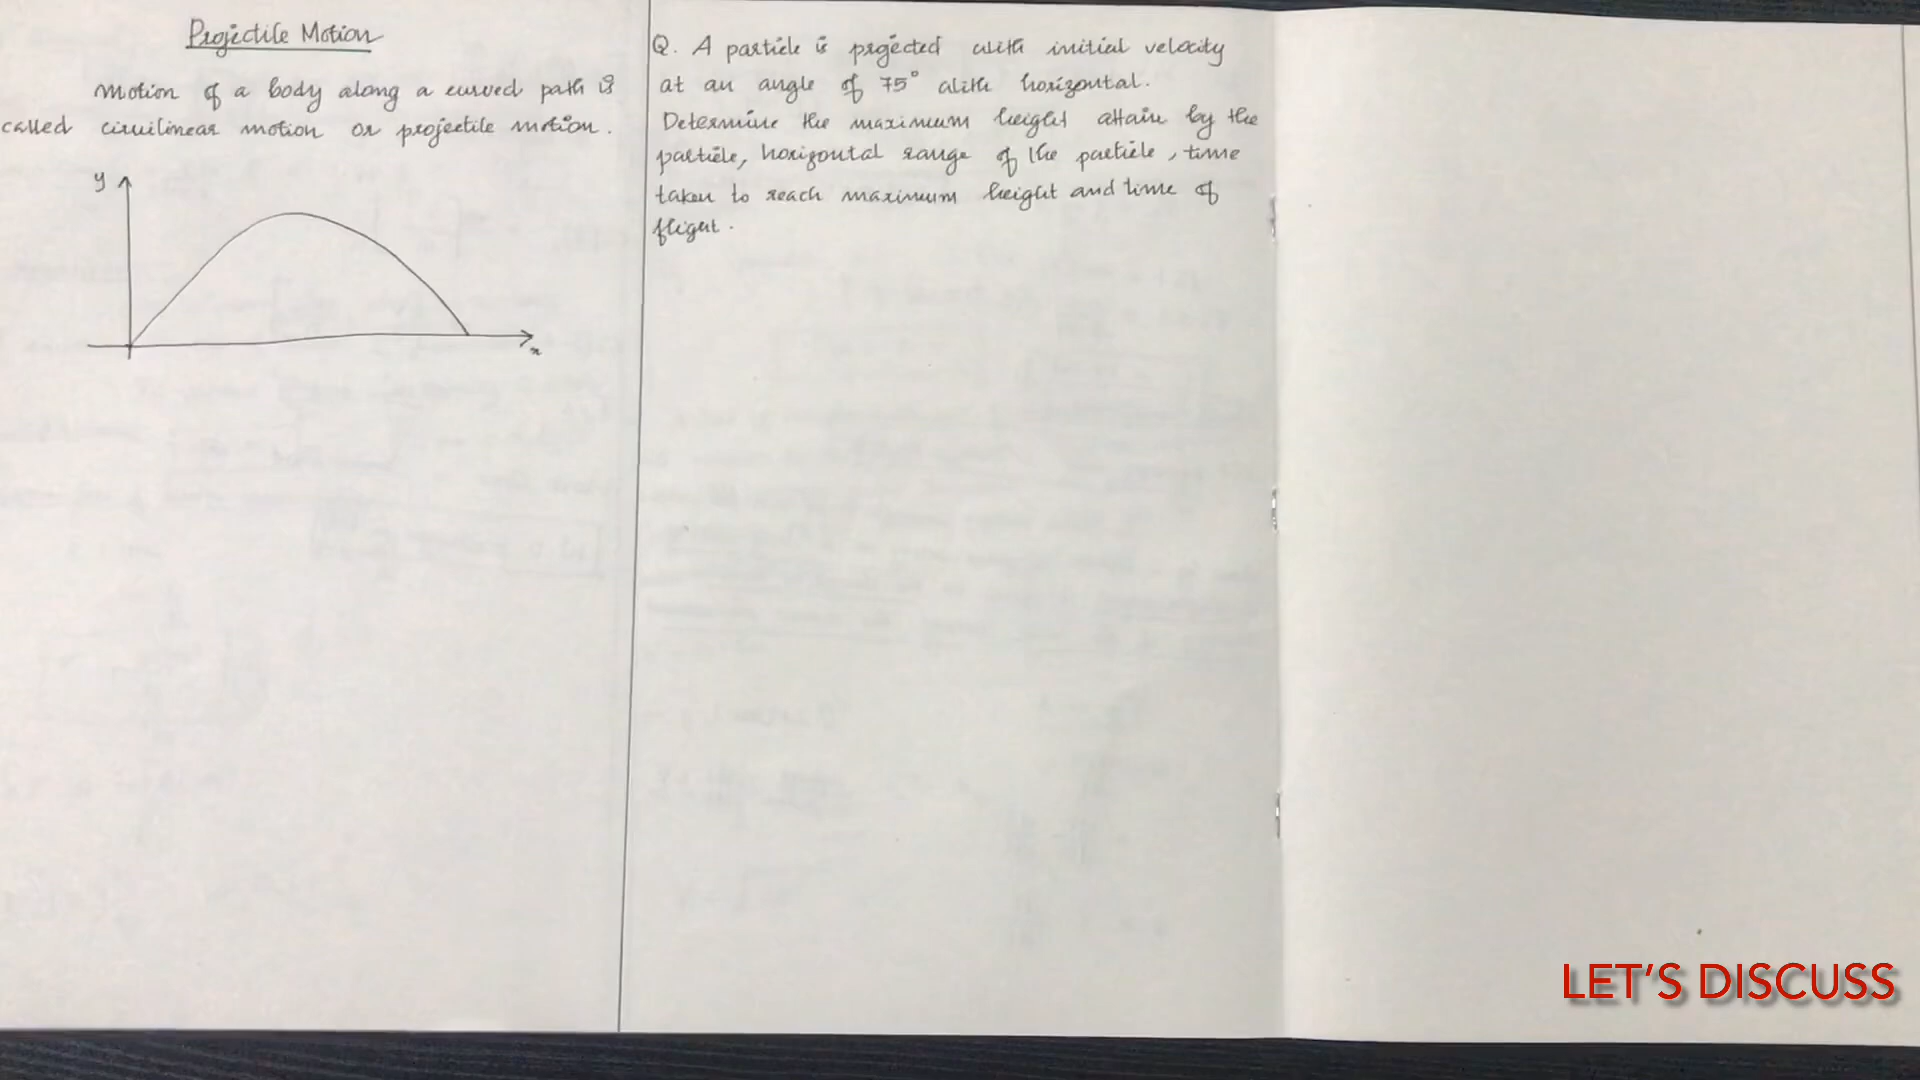 Projectile Motion
Motion of a body along a curved path is
called curvilinear motion or projectile motion.
y
x
Q. A particle is projected with initial velocity
at an angle of 75° with horizontal.
Determine the maximum height attain by the
particle, horizontal range of the particle, time
taken to reach maximum height and time of
flight.
LET'S DISCUSS